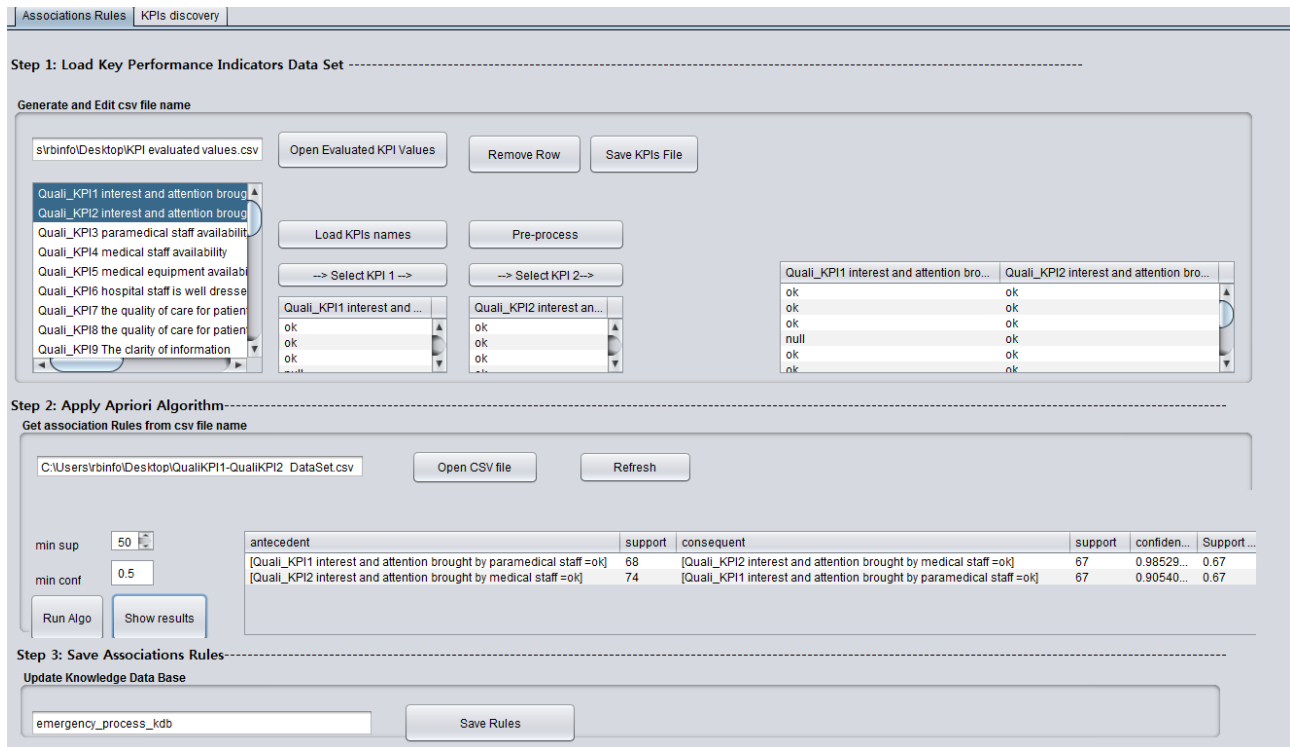 Associations Rules KPIs discovery
Step 1: Load Key Performance Indicators Data Set
Generate and Edit csv file name
s\rbinfo\Desktop\KPI evaluated values.csv Open Evaluated KPI Values Remove Row Save KPIs File
Quali_KPI1 interest and attention broug
Quali_KPI2 interest and attention broug
Quali_KPI3 paramedical staff availabilit
Quali_KPI4 medical staff availability
Quali_KPI5 medical equipment availabi
Quali_KPI6 hospital staff is well dresse
Quali_KPI7 the quality of care for patien
Quali_KPI8 the quality of care for patien
Quali_KPI9 The clarity of information
Load KPIs names Pre-process
--> Select KPI 1 --> --> Select KPI 2-->
Quali_KPI1 interest and ... Quali_KPI2 interest an...
ok ok
ok ok
ok ok
null ok
Quali_KPI1 interest and attention bro... Quali_KPI2 interest and attention bro...
ok ok
ok ok
ok ok
null ok
ok ok
ok ok
Step 2: Apply Apriori Algorithm
Get association Rules from csv file name
C:\Users\rbinfo\Desktop\QualiKPI1-QualiKPI2 DataSet.csv Open CSV file Refresh
min sup 50
min conf 0.5
Run Algo Show results
antecedent support consequent support confiden... Support ...
[Quali_KPI1 interest and attention brought by paramedical staff =ok] 68 [Quali_KPI2 interest and attention brought by medical staff =ok] 67 0.98529... 0.67
[Quali_KPI2 interest and attention brought by medical staff =ok] 74 [Quali_KPI1 interest and attention brought by paramedical staff =ok] 67 0.90540... 0.67
Step 3: Save Associations Rules
Update Knowledge Data Base
emergency_process_kdb Save Rules